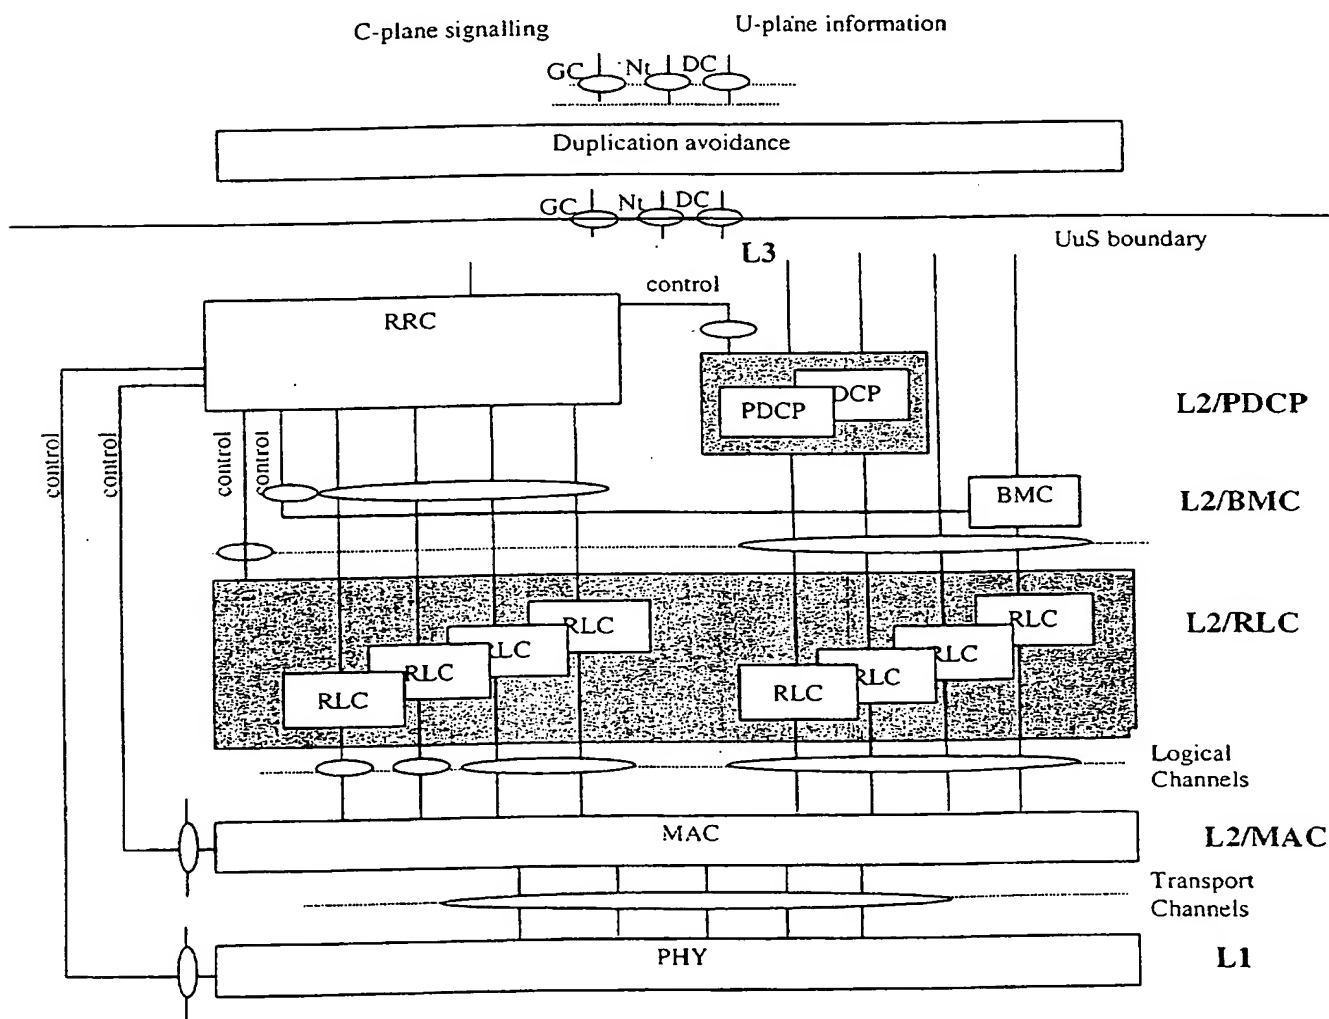 C-plane signalling
U-plane information
GC Nt DC
Duplication avoidance
GC Nt DC
UuS boundary
L3
control
RRC
PDCP
DCP
L2/PDCP
control
control
control
control
BMC
L2/BMC
RLC
RLC
RLC
RLC
RLC
RLC
RLC
RLC
L2/RLC
Logical
Channels
MAC
L2/MAC
Transport
Channels
PHY
L1